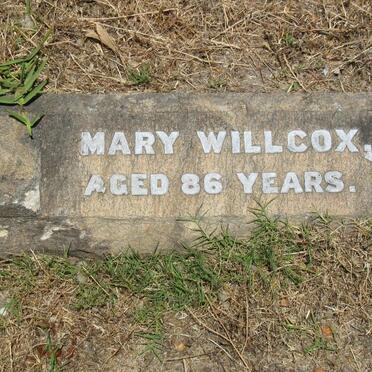 MARY WILLCOX,
AGED 86 YEARS.